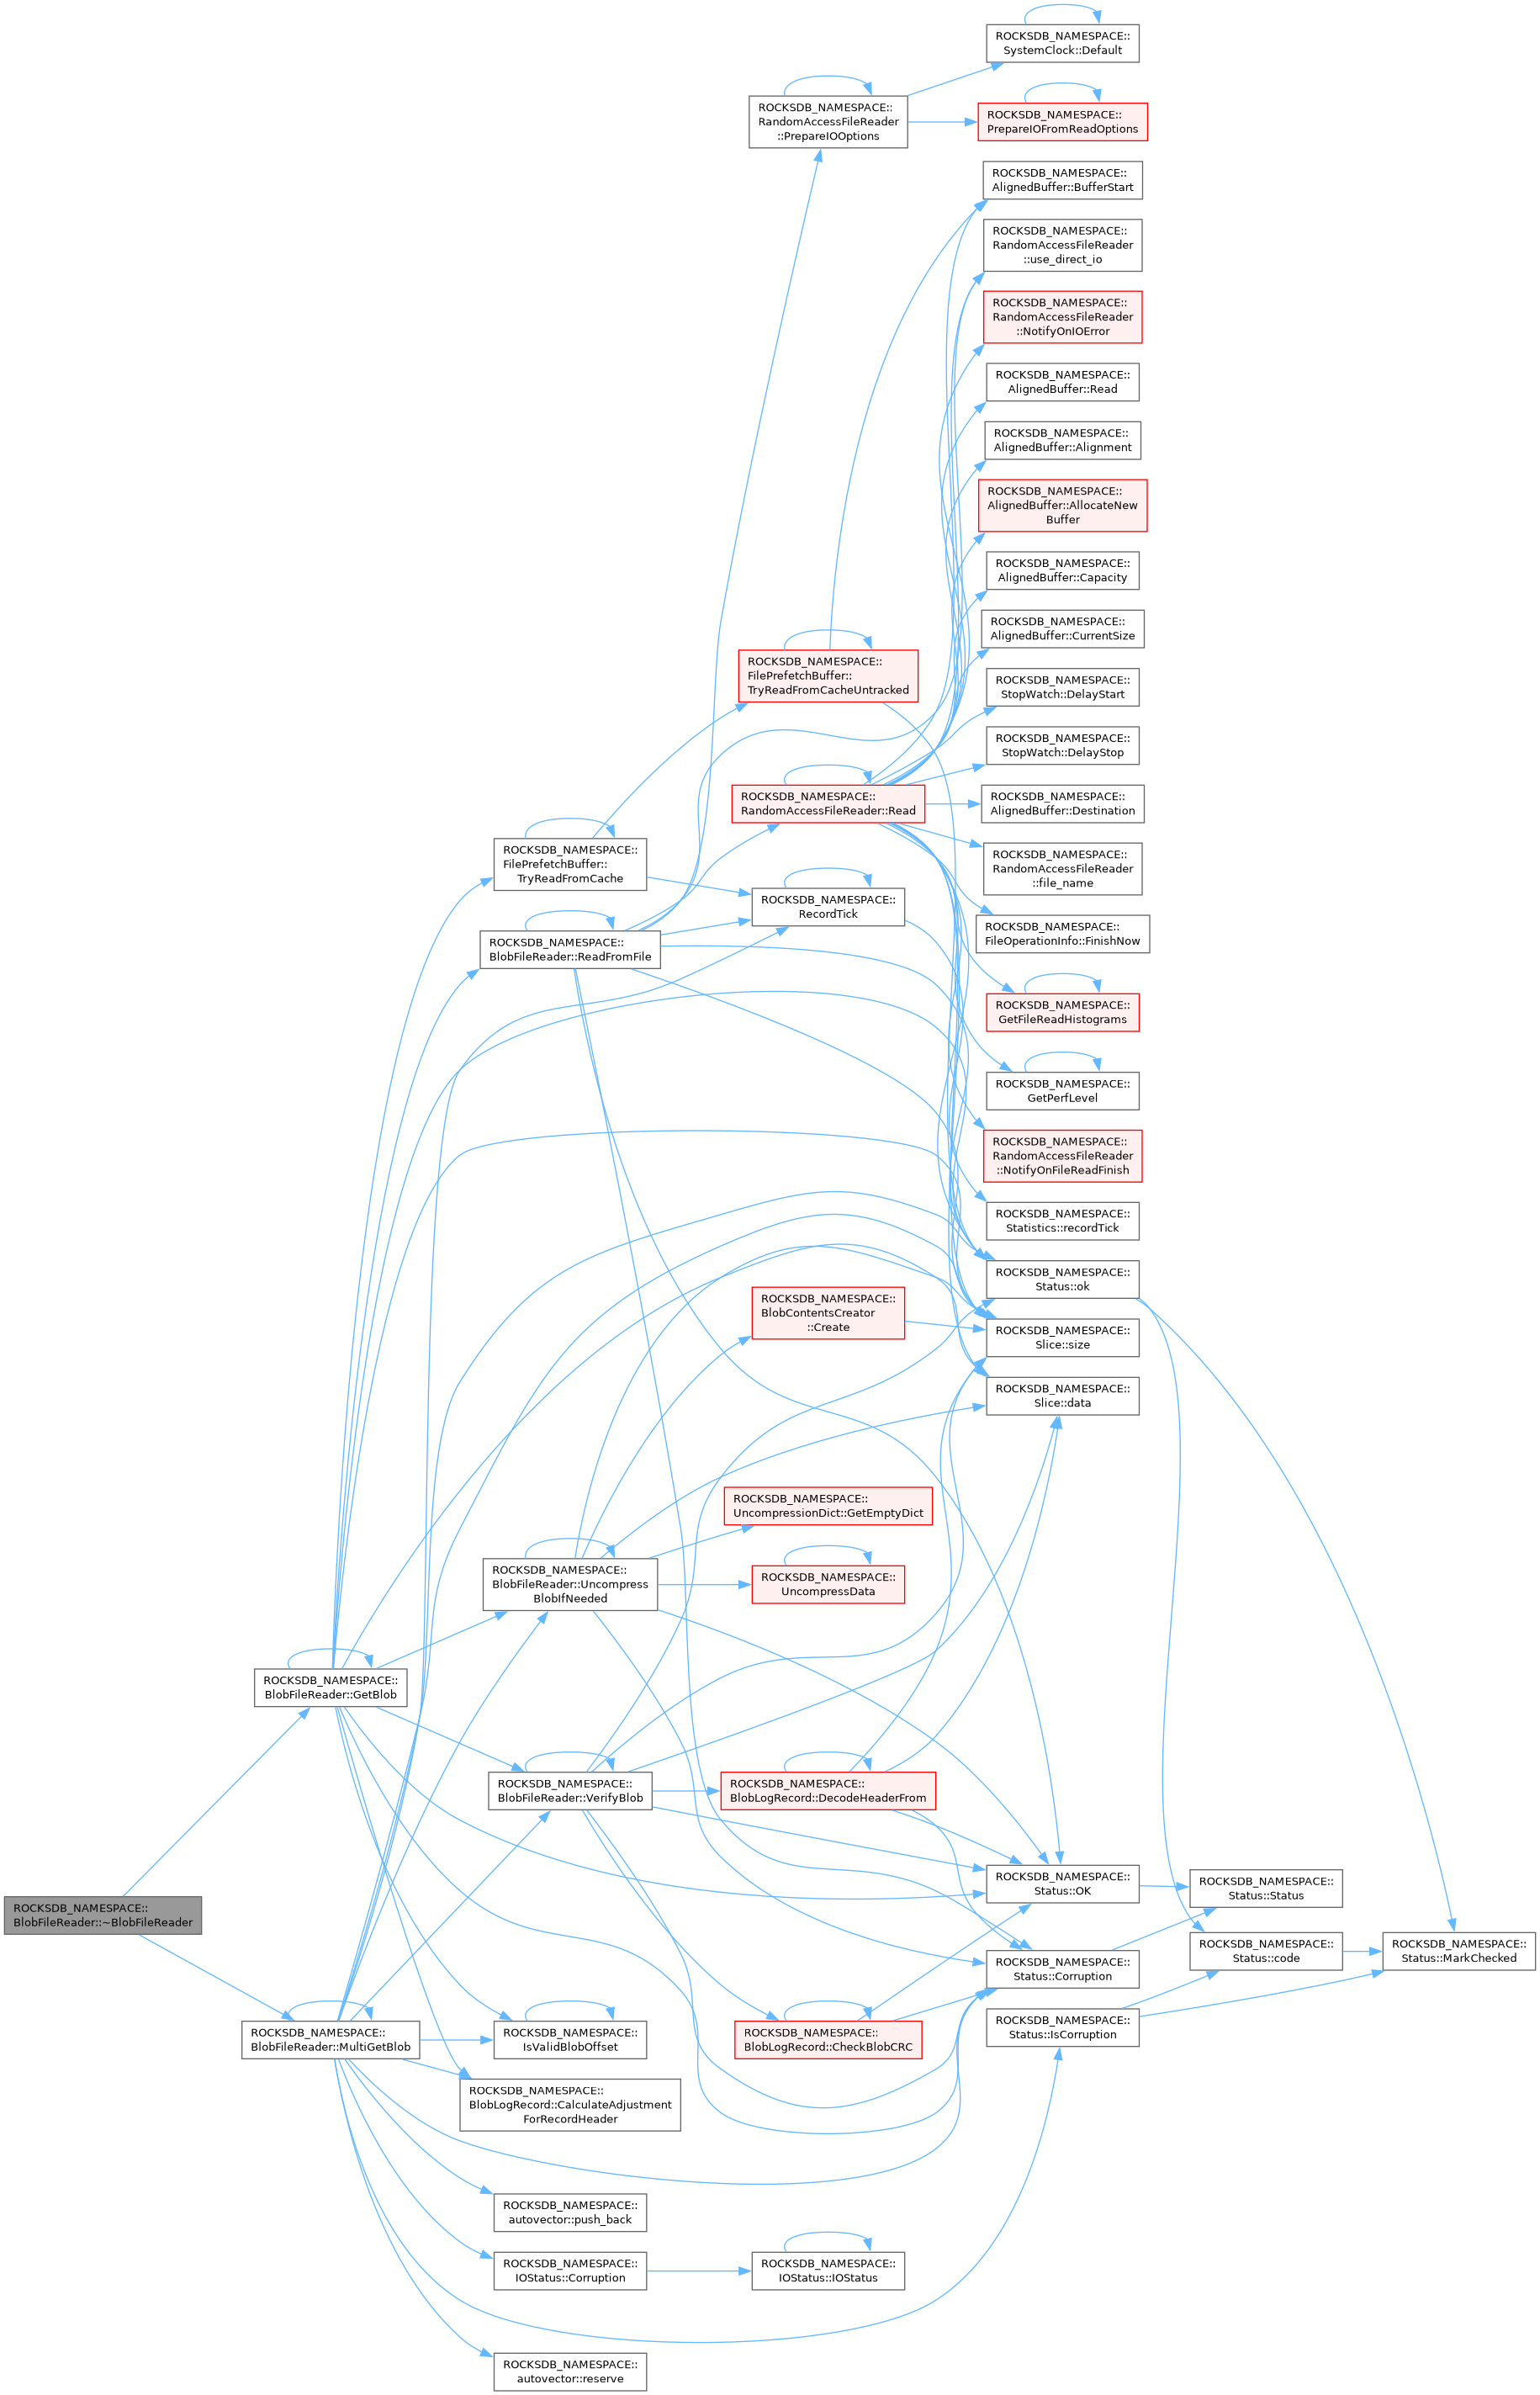 ROCKSDB_NAMESPACE::
SystemClock::Default
ROCKSDB_NAMESPACE::
RandomAccessFileReader
::PrepareIOOptions
ROCKSDB_NAMESPACE::
PrepareIOFromReadOptions
ROCKSDB_NAMESPACE::
AlignedBuffer::BufferStart
ROCKSDB_NAMESPACE::
RandomAccessFileReader
::use_direct_io
ROCKSDB_NAMESPACE::
RandomAccessFileReader
::NotifyOnIOError
ROCKSDB_NAMESPACE::
AlignedBuffer::Read
ROCKSDB_NAMESPACE::
AlignedBuffer::Alignment
ROCKSDB_NAMESPACE::
AlignedBuffer::AllocateNew
Buffer
ROCKSDB_NAMESPACE::
AlignedBuffer::Capacity
ROCKSDB_NAMESPACE::
AlignedBuffer::CurrentSize
ROCKSDB_NAMESPACE::
FilePrefetchBuffer::
TryReadFromCacheUntracked
ROCKSDB_NAMESPACE::
StopWatch::DelayStart
ROCKSDB_NAMESPACE::
StopWatch::DelayStop
ROCKSDB_NAMESPACE::
RandomAccessFileReader::Read
ROCKSDB_NAMESPACE::
AlignedBuffer::Destination
ROCKSDB_NAMESPACE::
FilePrefetchBuffer::
TryReadFromCache
ROCKSDB_NAMESPACE::
RandomAccessFileReader
::file_name
ROCKSDB_NAMESPACE::
RecordTick
ROCKSDB_NAMESPACE::
FileOperationInfo::FinishNow
ROCKSDB_NAMESPACE::
BlobFileReader::ReadFromFile
ROCKSDB_NAMESPACE::
GetFileReadHistograms
ROCKSDB_NAMESPACE::
GetPerfLevel
ROCKSDB_NAMESPACE::
RandomAccessFileReader
::NotifyOnFileReadFinish
ROCKSDB_NAMESPACE::
Statistics::recordTick
ROCKSDB_NAMESPACE::
Status::ok
ROCKSDB_NAMESPACE::
BlobContentsCreator
::Create
ROCKSDB_NAMESPACE::
Slice::size
ROCKSDB_NAMESPACE::
Slice::data
ROCKSDB_NAMESPACE::
UncompressionDict::GetEmptyDict
ROCKSDB_NAMESPACE::
BlobFileReader::Uncompress
BlobIfNeeded
ROCKSDB_NAMESPACE::
UncompressData
ROCKSDB_NAMESPACE::
BlobFileReader::GetBlob
ROCKSDB_NAMESPACE::
BlobFileReader::VerifyBlob
ROCKSDB_NAMESPACE::
BlobLogRecord::DecodeHeaderFrom
ROCKSDB_NAMESPACE::
Status::OK
ROCKSDB_NAMESPACE::
Status::Status
ROCKSDB_NAMESPACE::
BlobFileReader::~BlobFileReader
ROCKSDB_NAMESPACE::
Status::code
ROCKSDB_NAMESPACE::
Status::MarkChecked
ROCKSDB_NAMESPACE::
Status::Corruption
ROCKSDB_NAMESPACE::
Status::IsCorruption
ROCKSDB_NAMESPACE::
BlobFileReader::MultiGetBlob
ROCKSDB_NAMESPACE::
IsValidBlobOffset
ROCKSDB_NAMESPACE::
BlobLogRecord::CheckBlobCRC
ROCKSDB_NAMESPACE::
BlobLogRecord::CalculateAdjustment
ForRecordHeader
ROCKSDB_NAMESPACE::
autovector::push_back
ROCKSDB_NAMESPACE::
IOStatus::Corruption
ROCKSDB_NAMESPACE::
IOStatus::IOStatus
ROCKSDB_NAMESPACE::
autovector::reserve